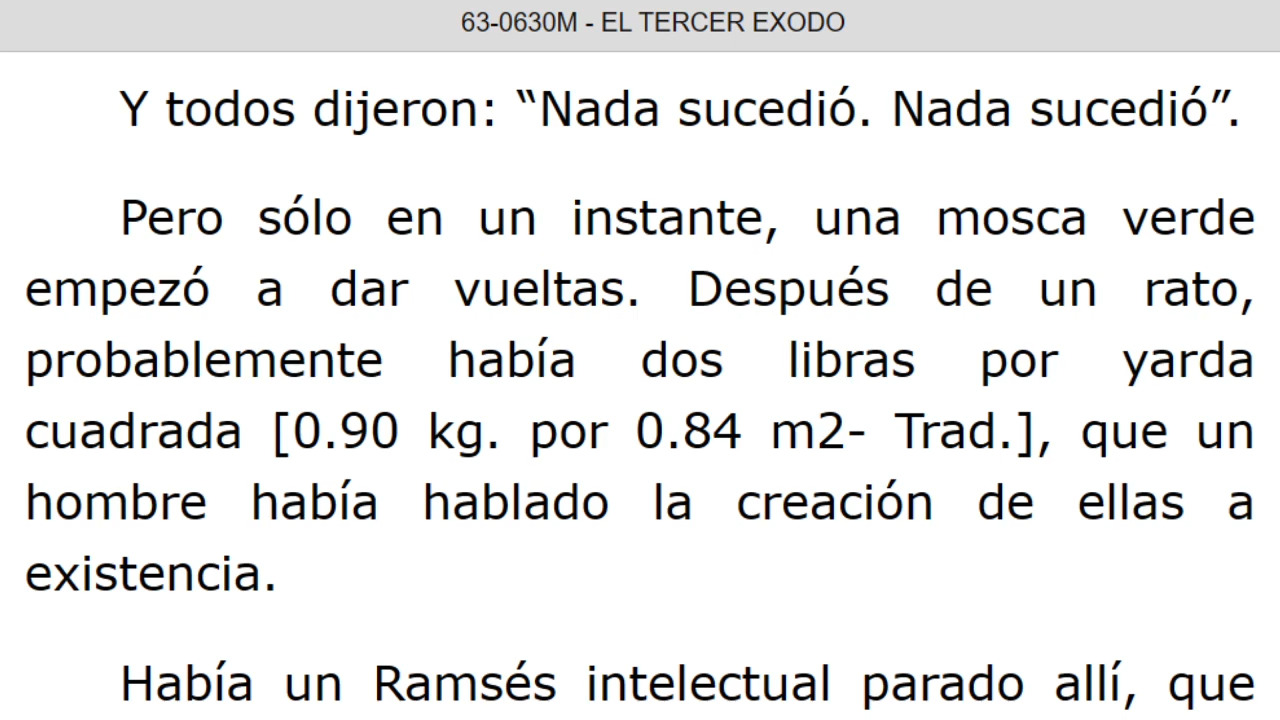 63-0630M - EL TERCER EXODO
Y todos dijeron: “Nada sucedió. Nada sucedió”.
Pero sólo en un instante, una mosca verde
empezó a dar vueltas. Después de un rato,
probablemente había dos libras por yarda
cuadrada [0.90 kg. por 0.84 m2- Trad.], que un
hombre había hablado la creación de ellas a
existencia.
Había un Ramsés intelectual parado allí, que